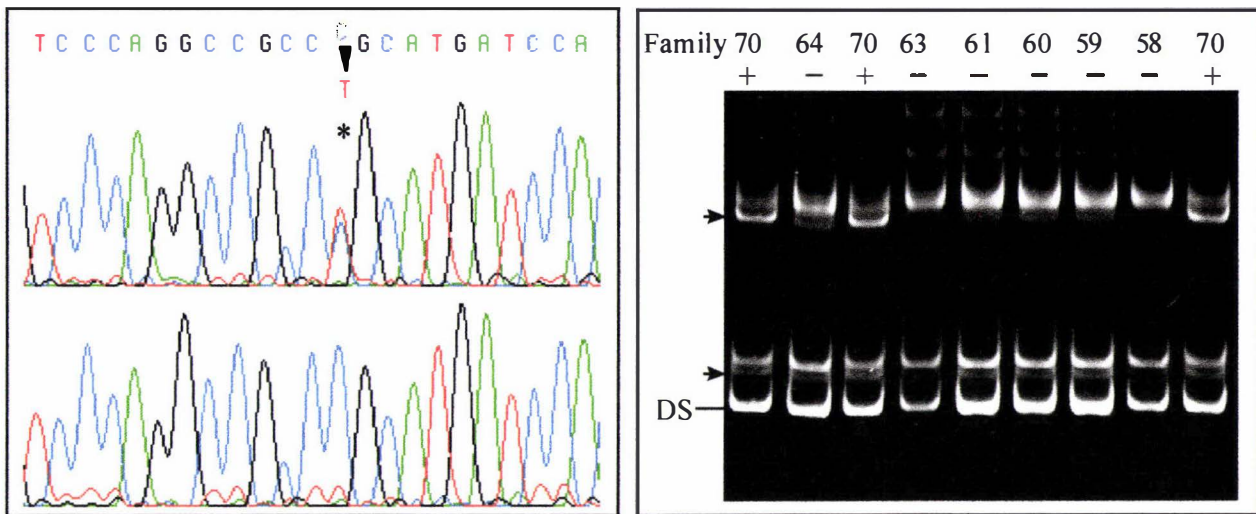 T C C C A G G C C G C C C G C A T G A T C C A
T
*
Family 70 64 70 63 61 60 59 58 70
+ - + - - - - - +
DS